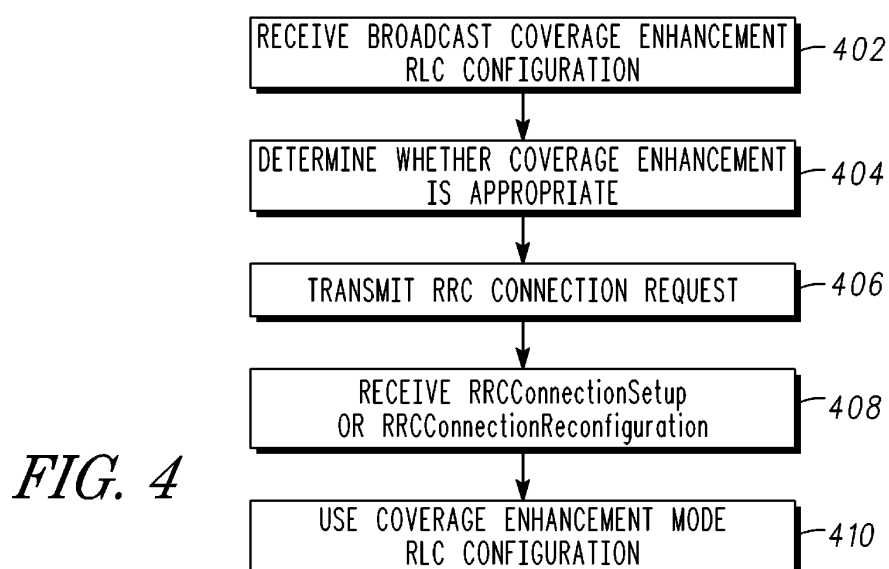 RECEIVE BROADCAST COVERAGE ENHANCEMENT
RLC CONFIGURATION
402
DETERMINE WHETHER COVERAGE ENHANCEMENT
IS APPROPRIATE
404
TRANSMIT RRC CONNECTION REQUEST
406
RECEIVE RRCConnectionSetup
OR RRCConnectionReconfiguration
408
USE COVERAGE ENHANCEMENT MODE
RLC CONFIGURATION
410
FIG. 4